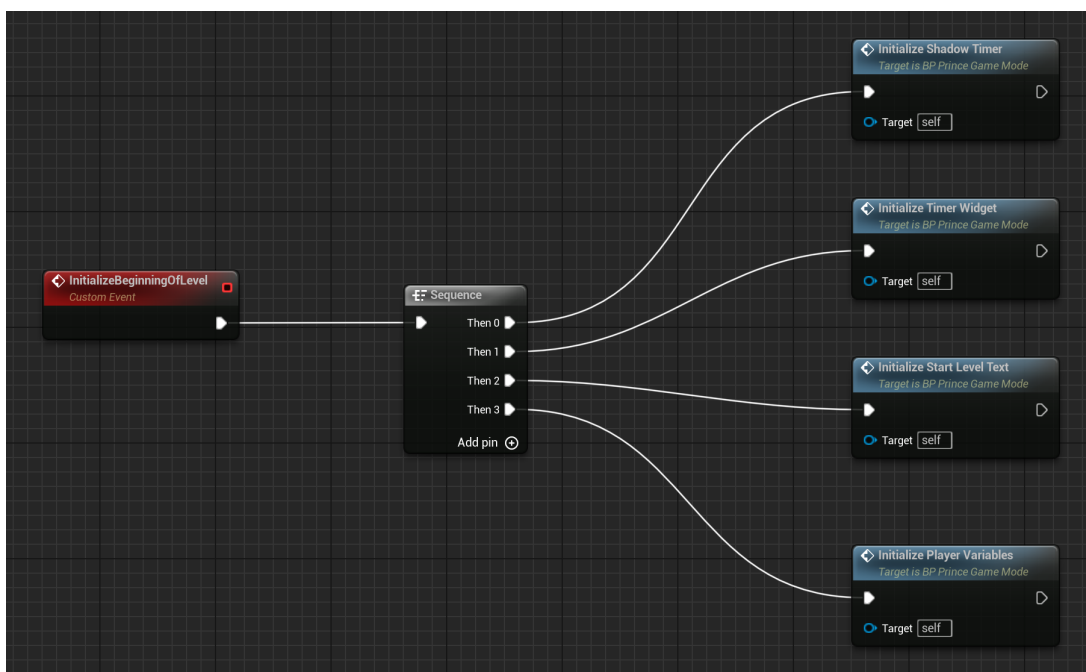 InitializeBeginningOfLevel
Custom Event
Sequence
Then 0
Then 1
Then 2
Then 3
Add pin
Initialize Shadow Timer
Target is BP Prince Game Mode
Target self
Initialize Timer Widget
Target is BP Prince Game Mode
Target self
Initialize Start Level Text
Target is BP Prince Game Mode
Target self
Initialize Player Variables
Target is BP Prince Game Mode
Target self